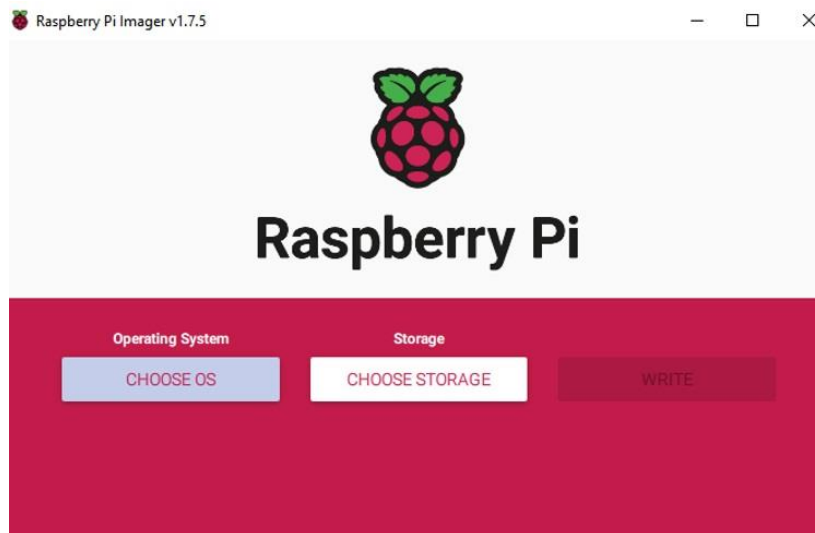 Raspberry Pi Imager v1.7.5
Raspberry Pi
Operating System
Storage
CHOOSE OS
CHOOSE STORAGE
WRITE